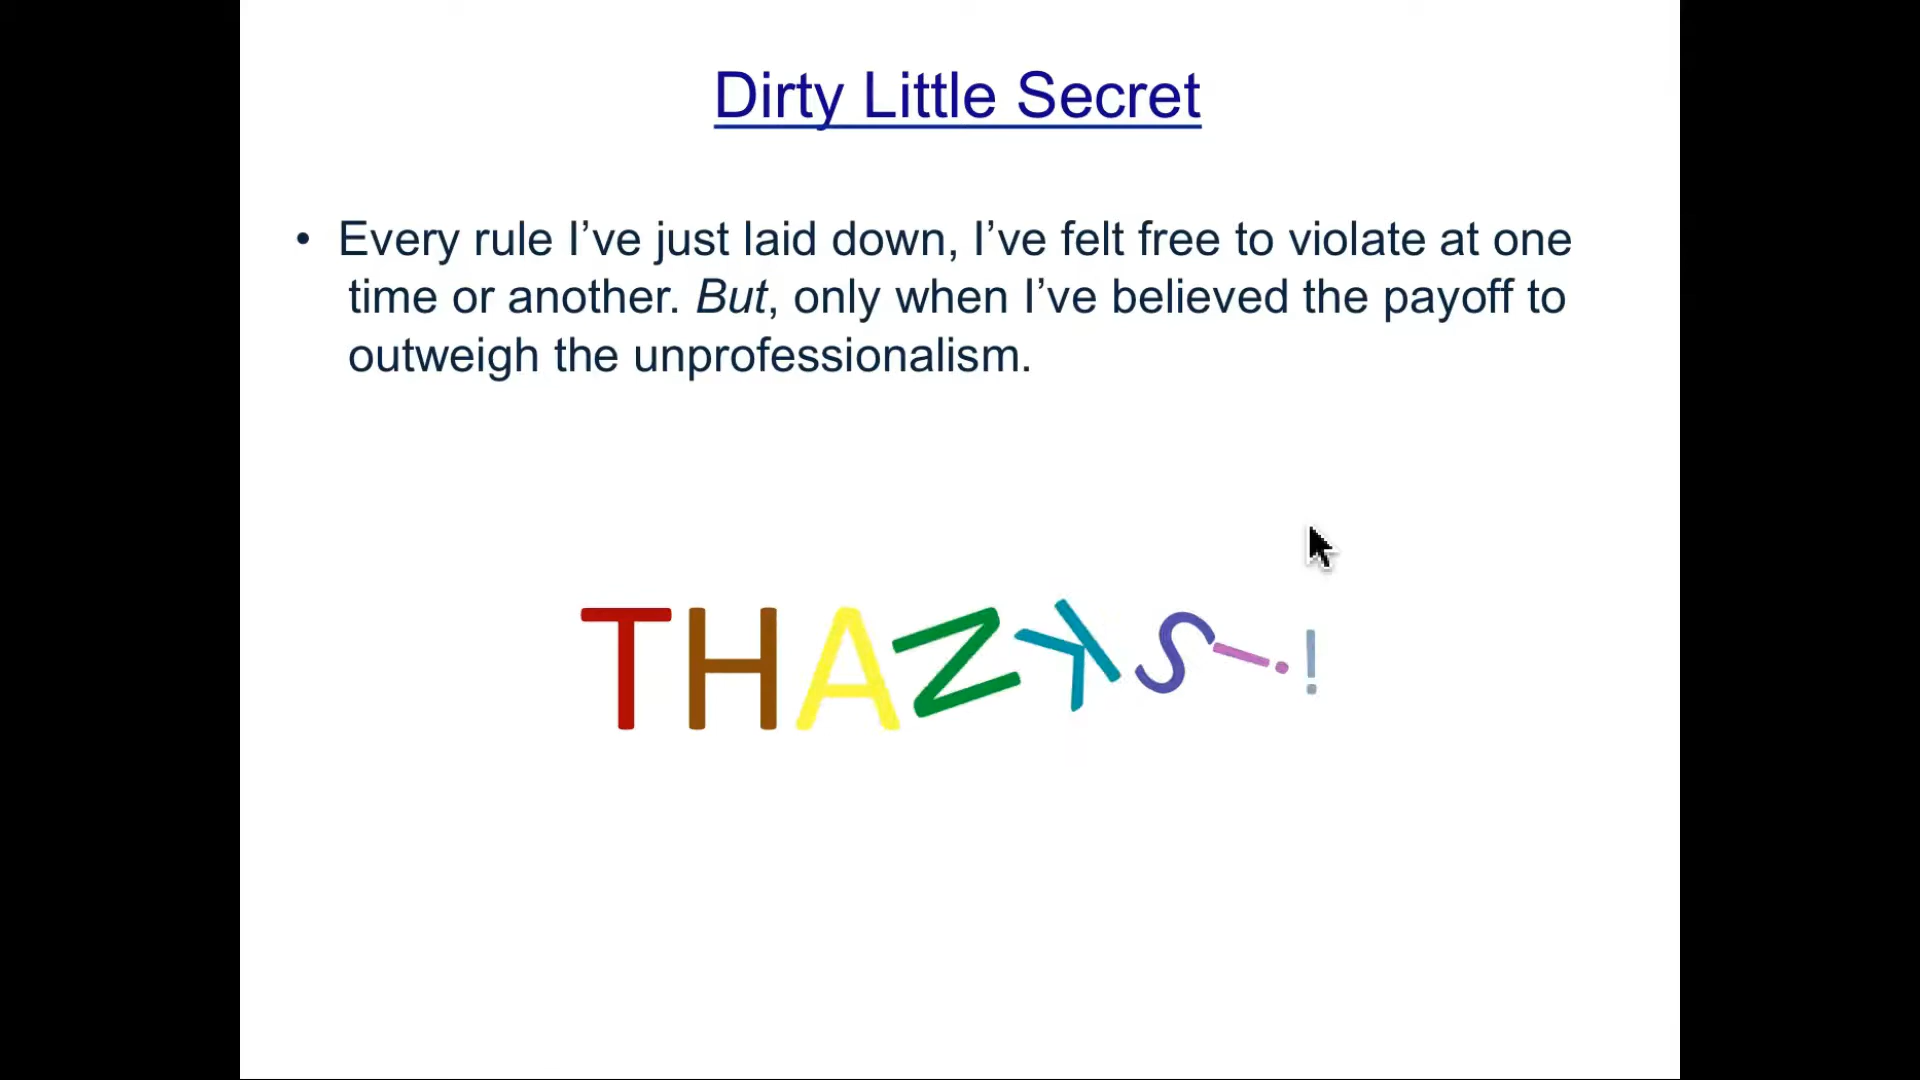 Dirty Little Secret
• Every rule I’ve just laid down, I’ve felt free to violate at one
time or another. But, only when I’ve believed the payoff to
outweigh the unprofessionalism.
THANKS!!